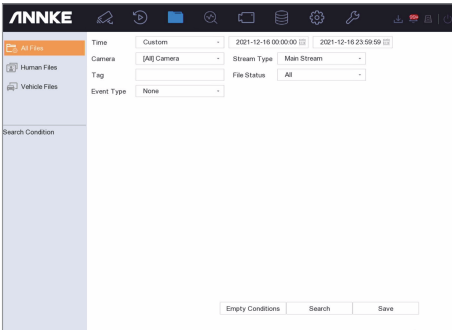 ANNKE
All Files
Human Files
Vehicle Files
Search Condition
Time Custom 2021-12-16 00:00:00 2021-12-16 23:59:59
Camera [All] Camera Stream Type Main Stream
Tag File Status All
Event Type None
Empty Conditions Search Save